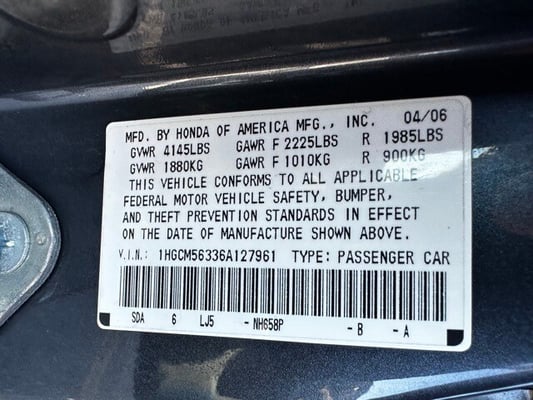 MFD. BY HONDA OF AMERICA MFG., INC. 04/06
GVWR 4145LBS GAWR F 2225LBS R 1985LBS
GVWR 1880KG GAWR F 1010KG R 900KG
THIS VEHICLE CONFORMS TO ALL APPLICABLE
FEDERAL MOTOR VEHICLE SAFETY, BUMPER,
AND THEFT PREVENTION STANDARDS IN EFFECT
ON THE DATE OF MANUFACTURE SHOWN ABOVE.
V.I.N.: 1HGCM56336A127961 TYPE: PASSENGER CAR
SDA 6 LJ5 - NH658P - B - A